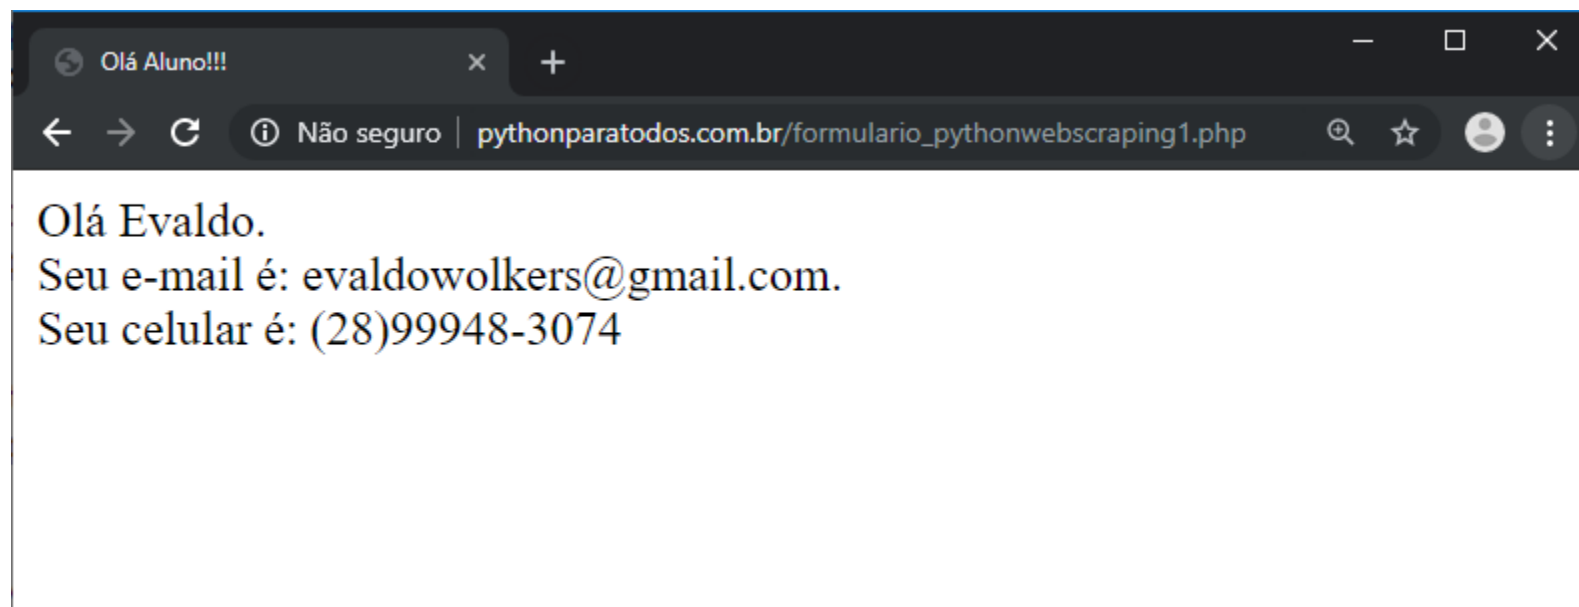 Olá Aluno!!!
Não seguro pythonparatodos.com.br/formulario_pythonwebscraping1.php
Olá Evaldo.
Seu e-mail é: evaldowolkers@gmail.com.
Seu celular é: (28)99948-3074